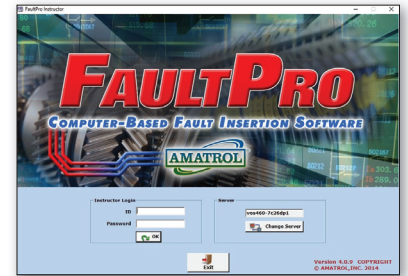 FaultPro Instructor
FAULTPRO
COMPUTER-BASED FAULT INSERTION SOFTWARE
AMATROL
Instructor Login
ID
Password
OK
Server
vos460-7c26dp1
Change Server
Exit
Version 4.0.9 COPYRIGHT
© AMATROL,INC. 2014